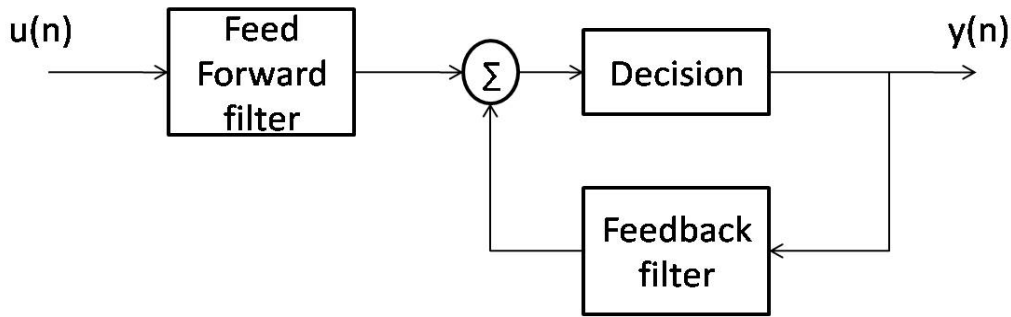 u(n)
Feed
Forward
filter
Σ
Decision
y(n)
Feedback
filter